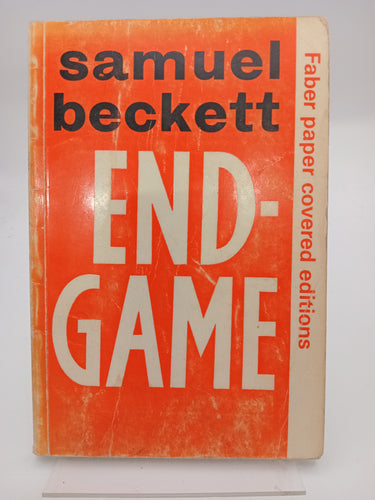 samuel
beckett
END-
GAME
Faber paper covered editions